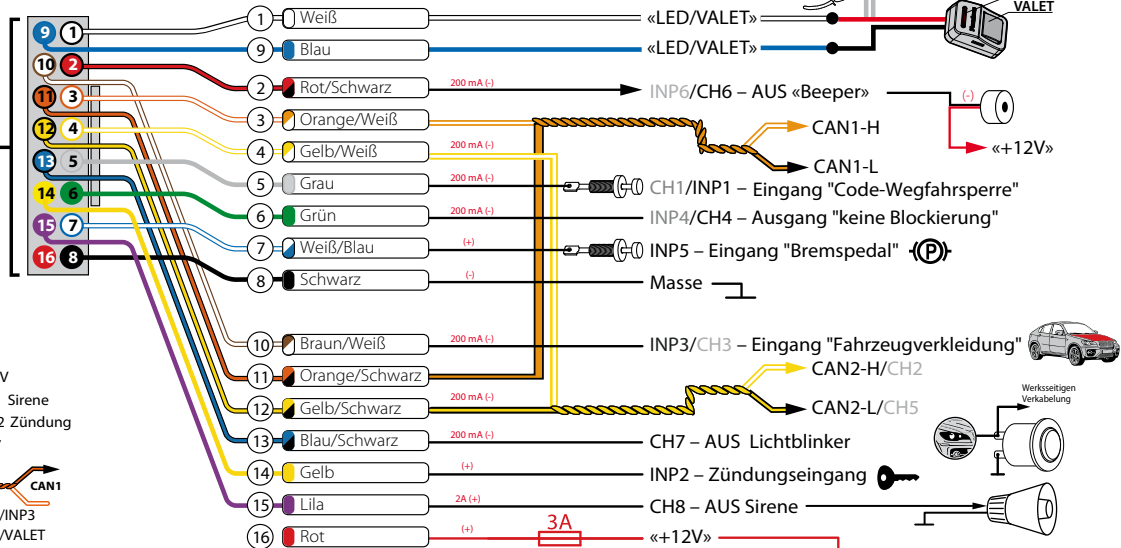 VALET
1 Weiß «LED/VALET»
9 Blau «LED/VALET»
2 Rot/Schwarz 200 mA (-) INP6/CH6 – AUS «Beeper» (-)
3 Orange/Weiß CAN1-H «+12V»
4 Gelb/Weiß 200 mA (-) CAN1-L
5 Grau 200 mA (-) CH1/INP1 – Eingang "Code-Wegfahrsperre"
6 Grün 200 mA (-) INP4/CH4 – Ausgang "keine Blockierung"
7 Weiß/Blau (+) INP5 – Eingang "Bremspedal" (P)
8 Schwarz (-) Masse
10 Braun/Weiß 200 mA (-) INP3/CH3 – Eingang "Fahrzeugverkleidung"
11 Orange/Schwarz CAN2-H/CH2
12 Gelb/Schwarz 200 mA (-) CAN2-L/CH5
Werksseitigen
Verkabelung
13 Blau/Schwarz 200 mA (-) CH7 – AUS Lichtblinker
14 Gelb (+) INP2 – Zündungseingang
15 Lila 2A (+) CH8 – AUS Sirene
16 Rot (+) 3A «+12V»
9 1
10 2
11 3
12 4
13 5
14 6
15 7
16 8
V
Sirene
2 Zündung
CAN1
/INP3
/VALET